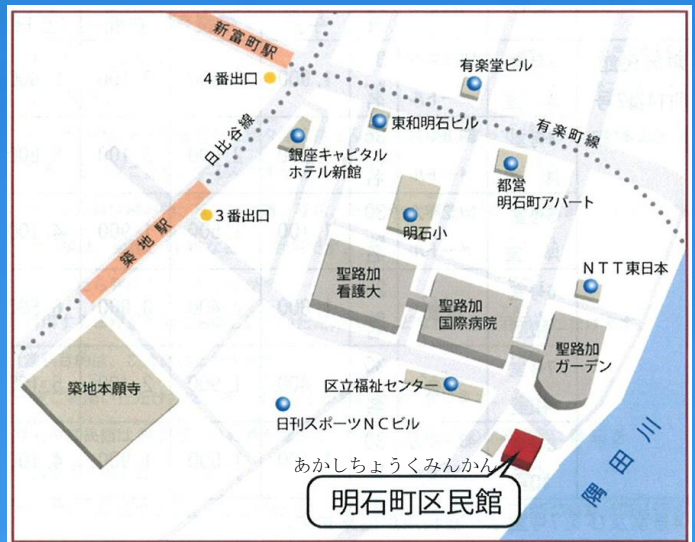 新富町駅
4番出口
有楽堂ビル
日比谷線
東和明石ビル
有楽町線
銀座キャピタル
ホテル新館
都営
明石町アパート
築地駅
3番出口
明石小
NTT東日本
聖路加
看護大
聖路加
国際病院
聖路加
ガーデン
築地本願寺
区立福祉センター
日刊スポーツNCビル
隅田川
あかしちょうくみんかん
明石町区民館